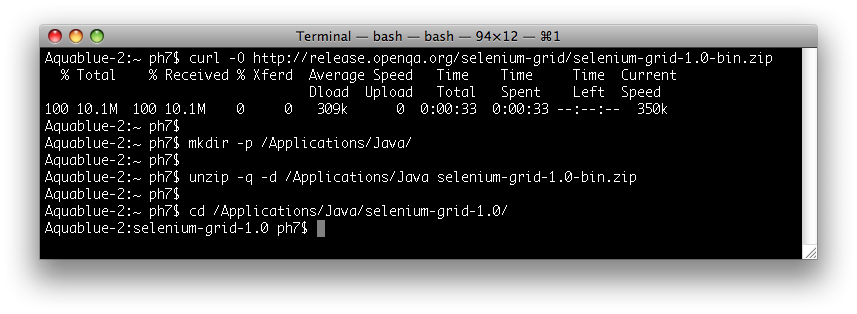 Terminal — bash — bash — 94×12 — ⌘1
Aquablue-2:~ ph7$ curl -O http://release.openqa.org/selenium-grid/selenium-grid-1.0-bin.zip
  % Total    % Received % Xferd  Average Speed   Time    Time     Time  Current
                                 Dload  Upload   Total   Spent    Left  Speed
100 10.1M  100 10.1M    0     0   309k      0  0:00:33  0:00:33 --:--:--  350k
Aquablue-2:~ ph7$
Aquablue-2:~ ph7$ mkdir -p /Applications/Java/
Aquablue-2:~ ph7$
Aquablue-2:~ ph7$ unzip -q -d /Applications/Java selenium-grid-1.0-bin.zip
Aquablue-2:~ ph7$
Aquablue-2:~ ph7$ cd /Applications/Java/selenium-grid-1.0/
Aquablue-2:selenium-grid-1.0 ph7$